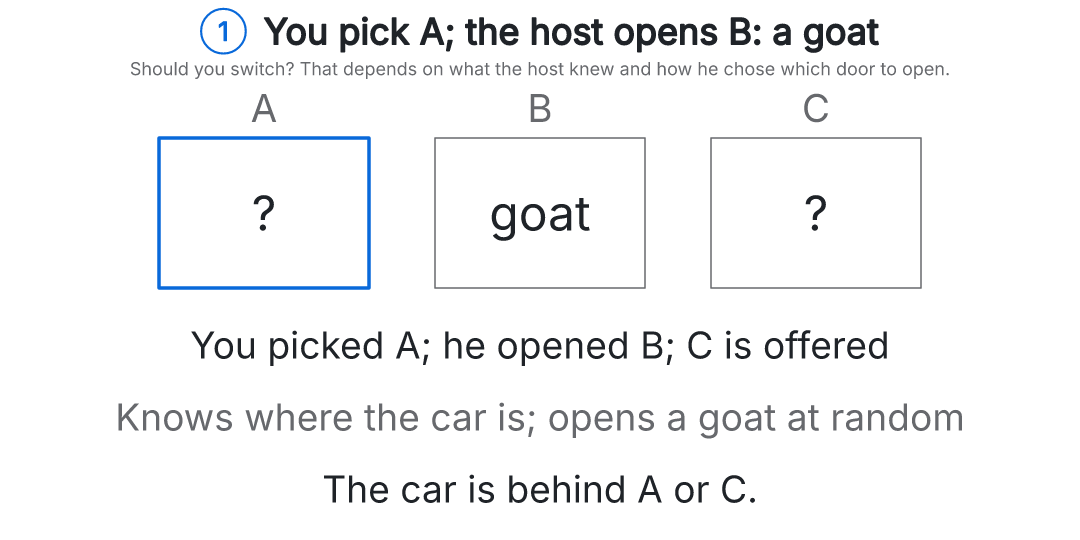 1 You pick A; the host opens B: a goat
Should you switch? That depends on what the host knew and how he chose which door to open.
A B C
? goat ?
You picked A; he opened B; C is offered
Knows where the car is; opens a goat at random
The car is behind A or C.